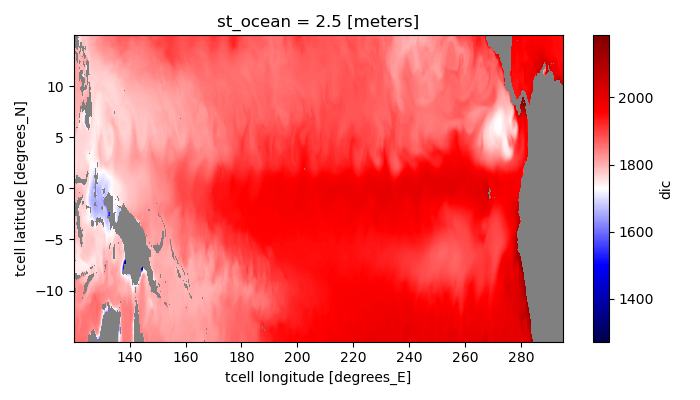 st_ocean = 2.5 [meters]
10
5
0
−5
−10
tcell latitude [degrees_N]
140 160 180 200 220 240 260 280
tcell longitude [degrees_E]
2000
1800
1600
1400
dic